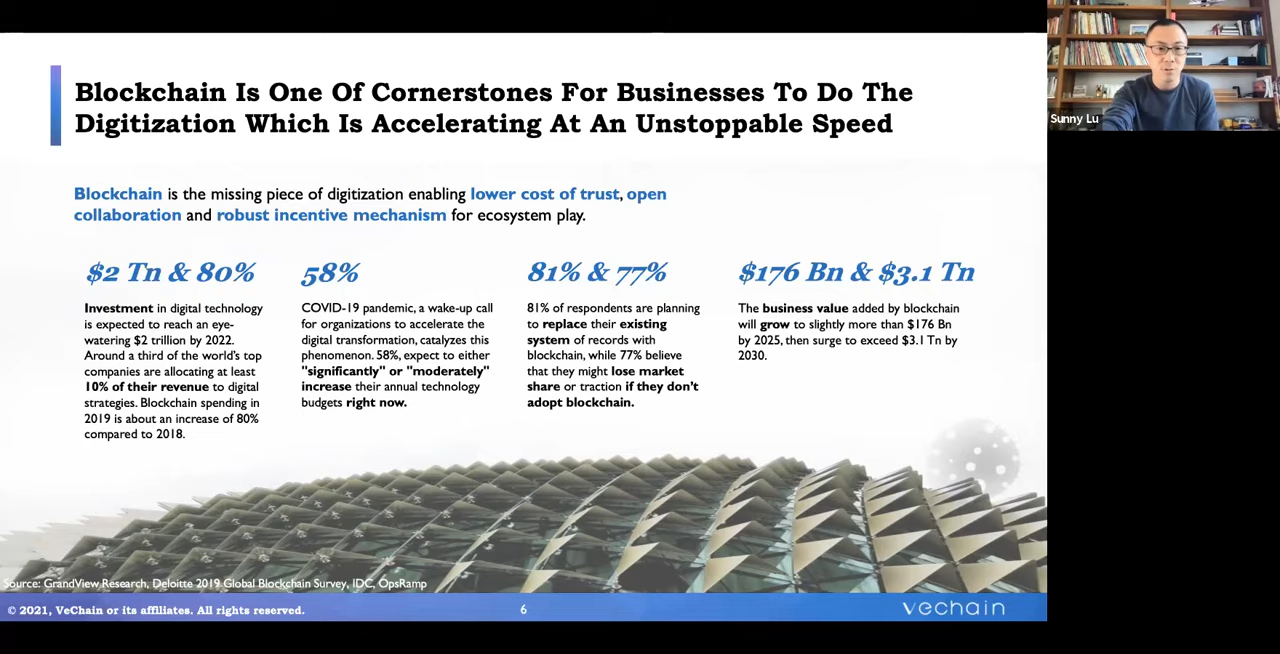 Blockchain Is One Of Cornerstones For Businesses To Do The
Digitization Which Is Accelerating At An Unstoppable Speed
Blockchain is the missing piece of digitization enabling lower cost of trust, open
collaboration and robust incentive mechanism for ecosystem play.
$2 Tn & 80%
Investment in digital technology
is expected to reach an eye-
watering $2 trillion by 2022.
Around a third of the world's top
companies are allocating at least
10% of their revenue to digital
strategies. Blockchain spending in
2019 is about an increase of 80%
compared to 2018.
58%
COVID-19 pandemic, a wake-up call
for organizations to accelerate the
digital transformation, catalyzes this
phenomenon. 58%, expect to either
"significantly" or "moderately"
increase their annual technology
budgets right now.
81% & 77%
81% of respondents are planning
to replace their existing
system of records with
blockchain, while 77% believe
that they might lose market
share or traction if they don't
adopt blockchain.
$176 Bn & $3.1 Tn
The business value added by blockchain
will grow to slightly more than $176 Bn
by 2025, then surge to exceed $3.1 Tn by
2030.
Source: GrandView Research, Deloitte 2019 Global Blockchain Survey, IDC, OpsRamp
© 2021, VeChain or its affiliates. All rights reserved.
6
vechain
Sunny Lu